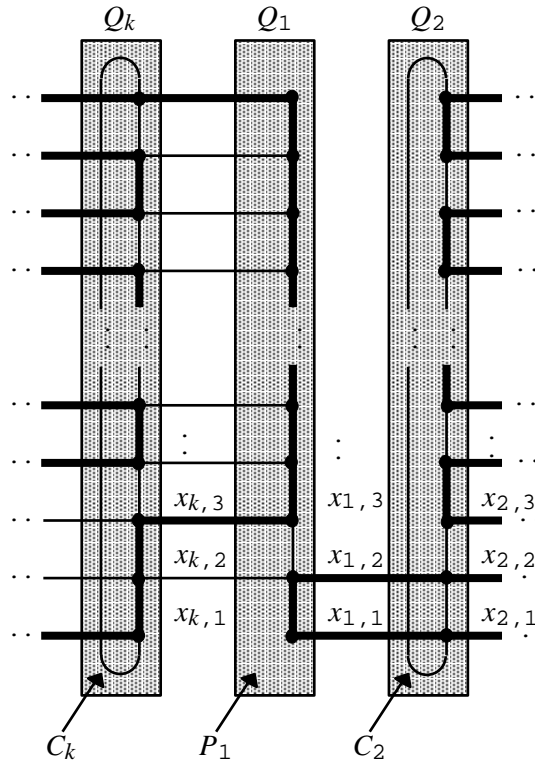 Q_k Q_1 Q_2
x_{k,3} x_{1,3} x_{2,3}
x_{k,2} x_{1,2} x_{2,2}
x_{k,1} x_{1,1} x_{2,1}
C_k P_1 C_2